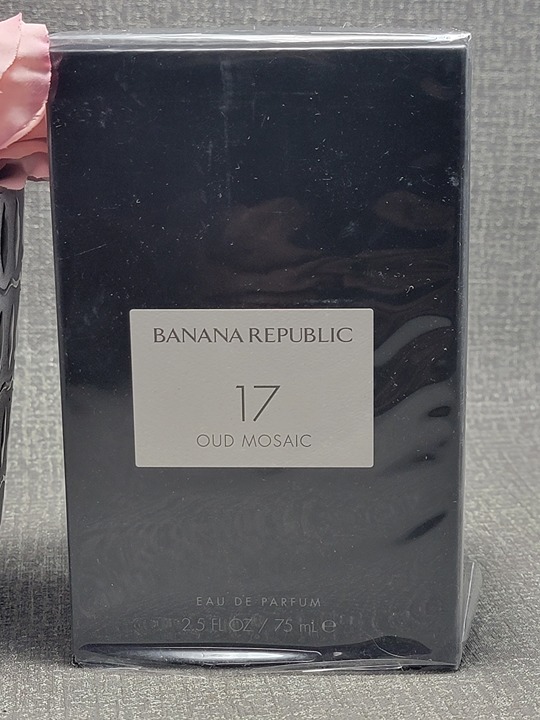 BANANA REPUBLIC
17
OUD MOSAIC
EAU DE PARFUM
2.5 FL OZ / 75 mL ℮